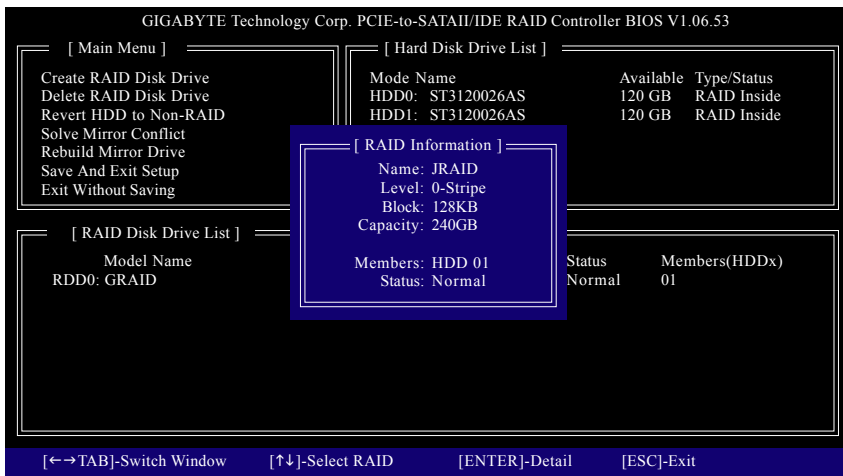 GIGABYTE Technology Corp. PCIE-to-SATAII/IDE RAID Controller BIOS V1.06.53
[ Main Menu ]
Create RAID Disk Drive
Delete RAID Disk Drive
Revert HDD to Non-RAID
Solve Mirror Conflict
Rebuild Mirror Drive
Save And Exit Setup
Exit Without Saving
[ Hard Disk Drive List ]
Mode Name Available Type/Status
HDD0: ST3120026AS 120 GB RAID Inside
HDD1: ST3120026AS 120 GB RAID Inside
[ RAID Information ]
Name: JRAID
Level: 0-Stripe
Block: 128KB
Capacity: 240GB
Members: HDD 01
Status: Normal
[ RAID Disk Drive List ]
Model Name Status Members(HDDx)
RDD0: GRAID Normal 01
[←→TAB]-Switch Window [↑↓]-Select RAID [ENTER]-Detail [ESC]-Exit